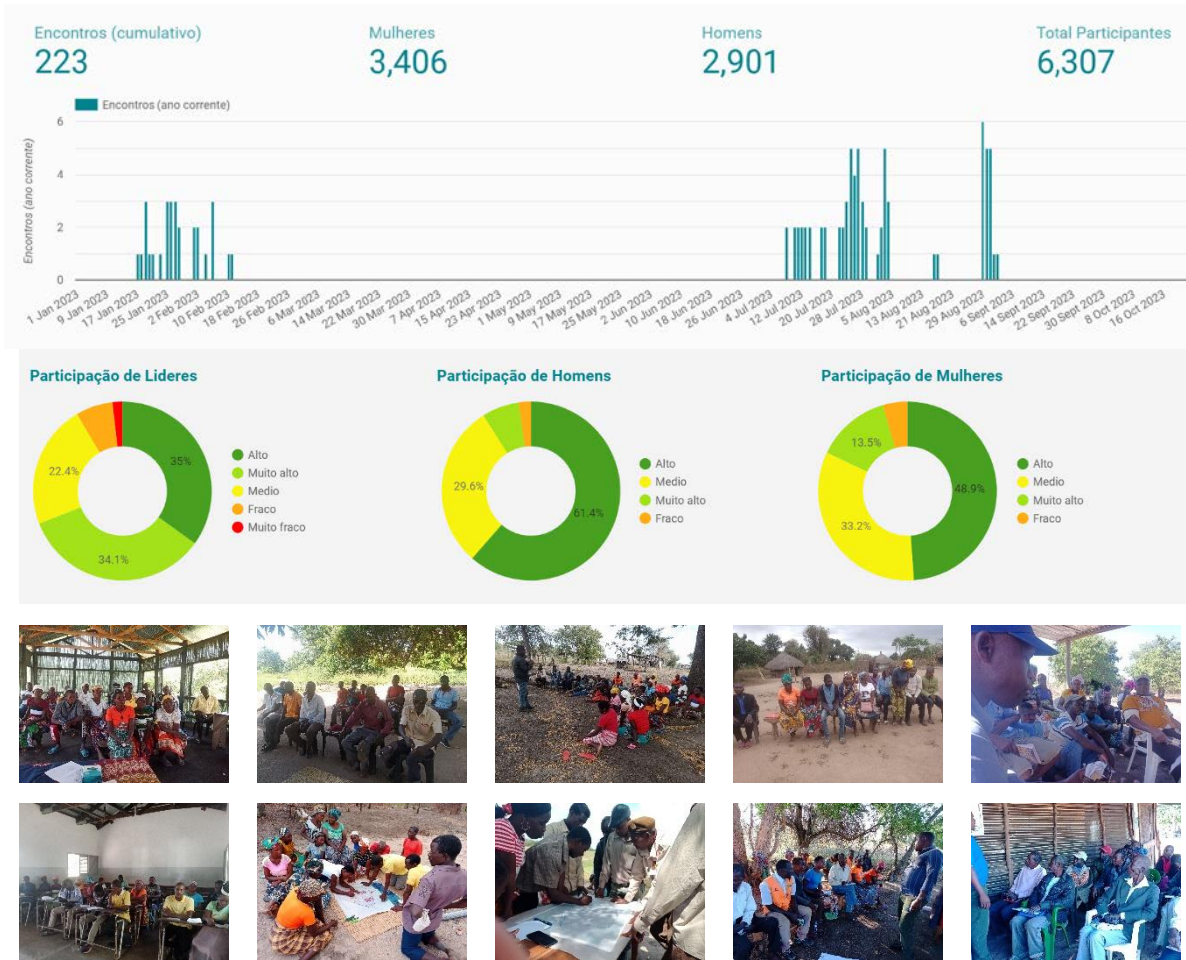 Encontros (cumulativo)
223
Mulheres
3,406
Homens
2,901
Total Participantes
6,307
Encontros (ano corrente)
Encontros (ano corrente)
6
4
2
0
1 Jan 2023
9 Jan 2023
17 Jan 2023
25 Jan 2023
2 Feb 2023
10 Feb 2023
18 Feb 2023
26 Feb 2023
6 Mar 2023
14 Mar 2023
22 Mar 2023
30 Mar 2023
7 Apr 2023
15 Apr 2023
23 Apr 2023
1 May 2023
9 May 2023
17 May 2023
25 May 2023
2 Jun 2023
10 Jun 2023
18 Jun 2023
26 Jun 2023
4 Jul 2023
12 Jul 2023
20 Jul 2023
28 Jul 2023
5 Aug 2023
13 Aug 2023
21 Aug 2023
29 Aug 2023
6 Sept 2023
14 Sept 2023
22 Sept 2023
30 Sept 2023
8 Oct 2023
16 Oct 2023
Participação de Lideres
35%
22.4%
34.1%
Alto
Muito alto
Medio
Fraco
Muito fraco
Participação de Homens
29.6%
61.4%
Alto
Medio
Muito alto
Fraco
Participação de Mulheres
13.5%
48.9%
33.2%
Alto
Medio
Muito alto
Fraco